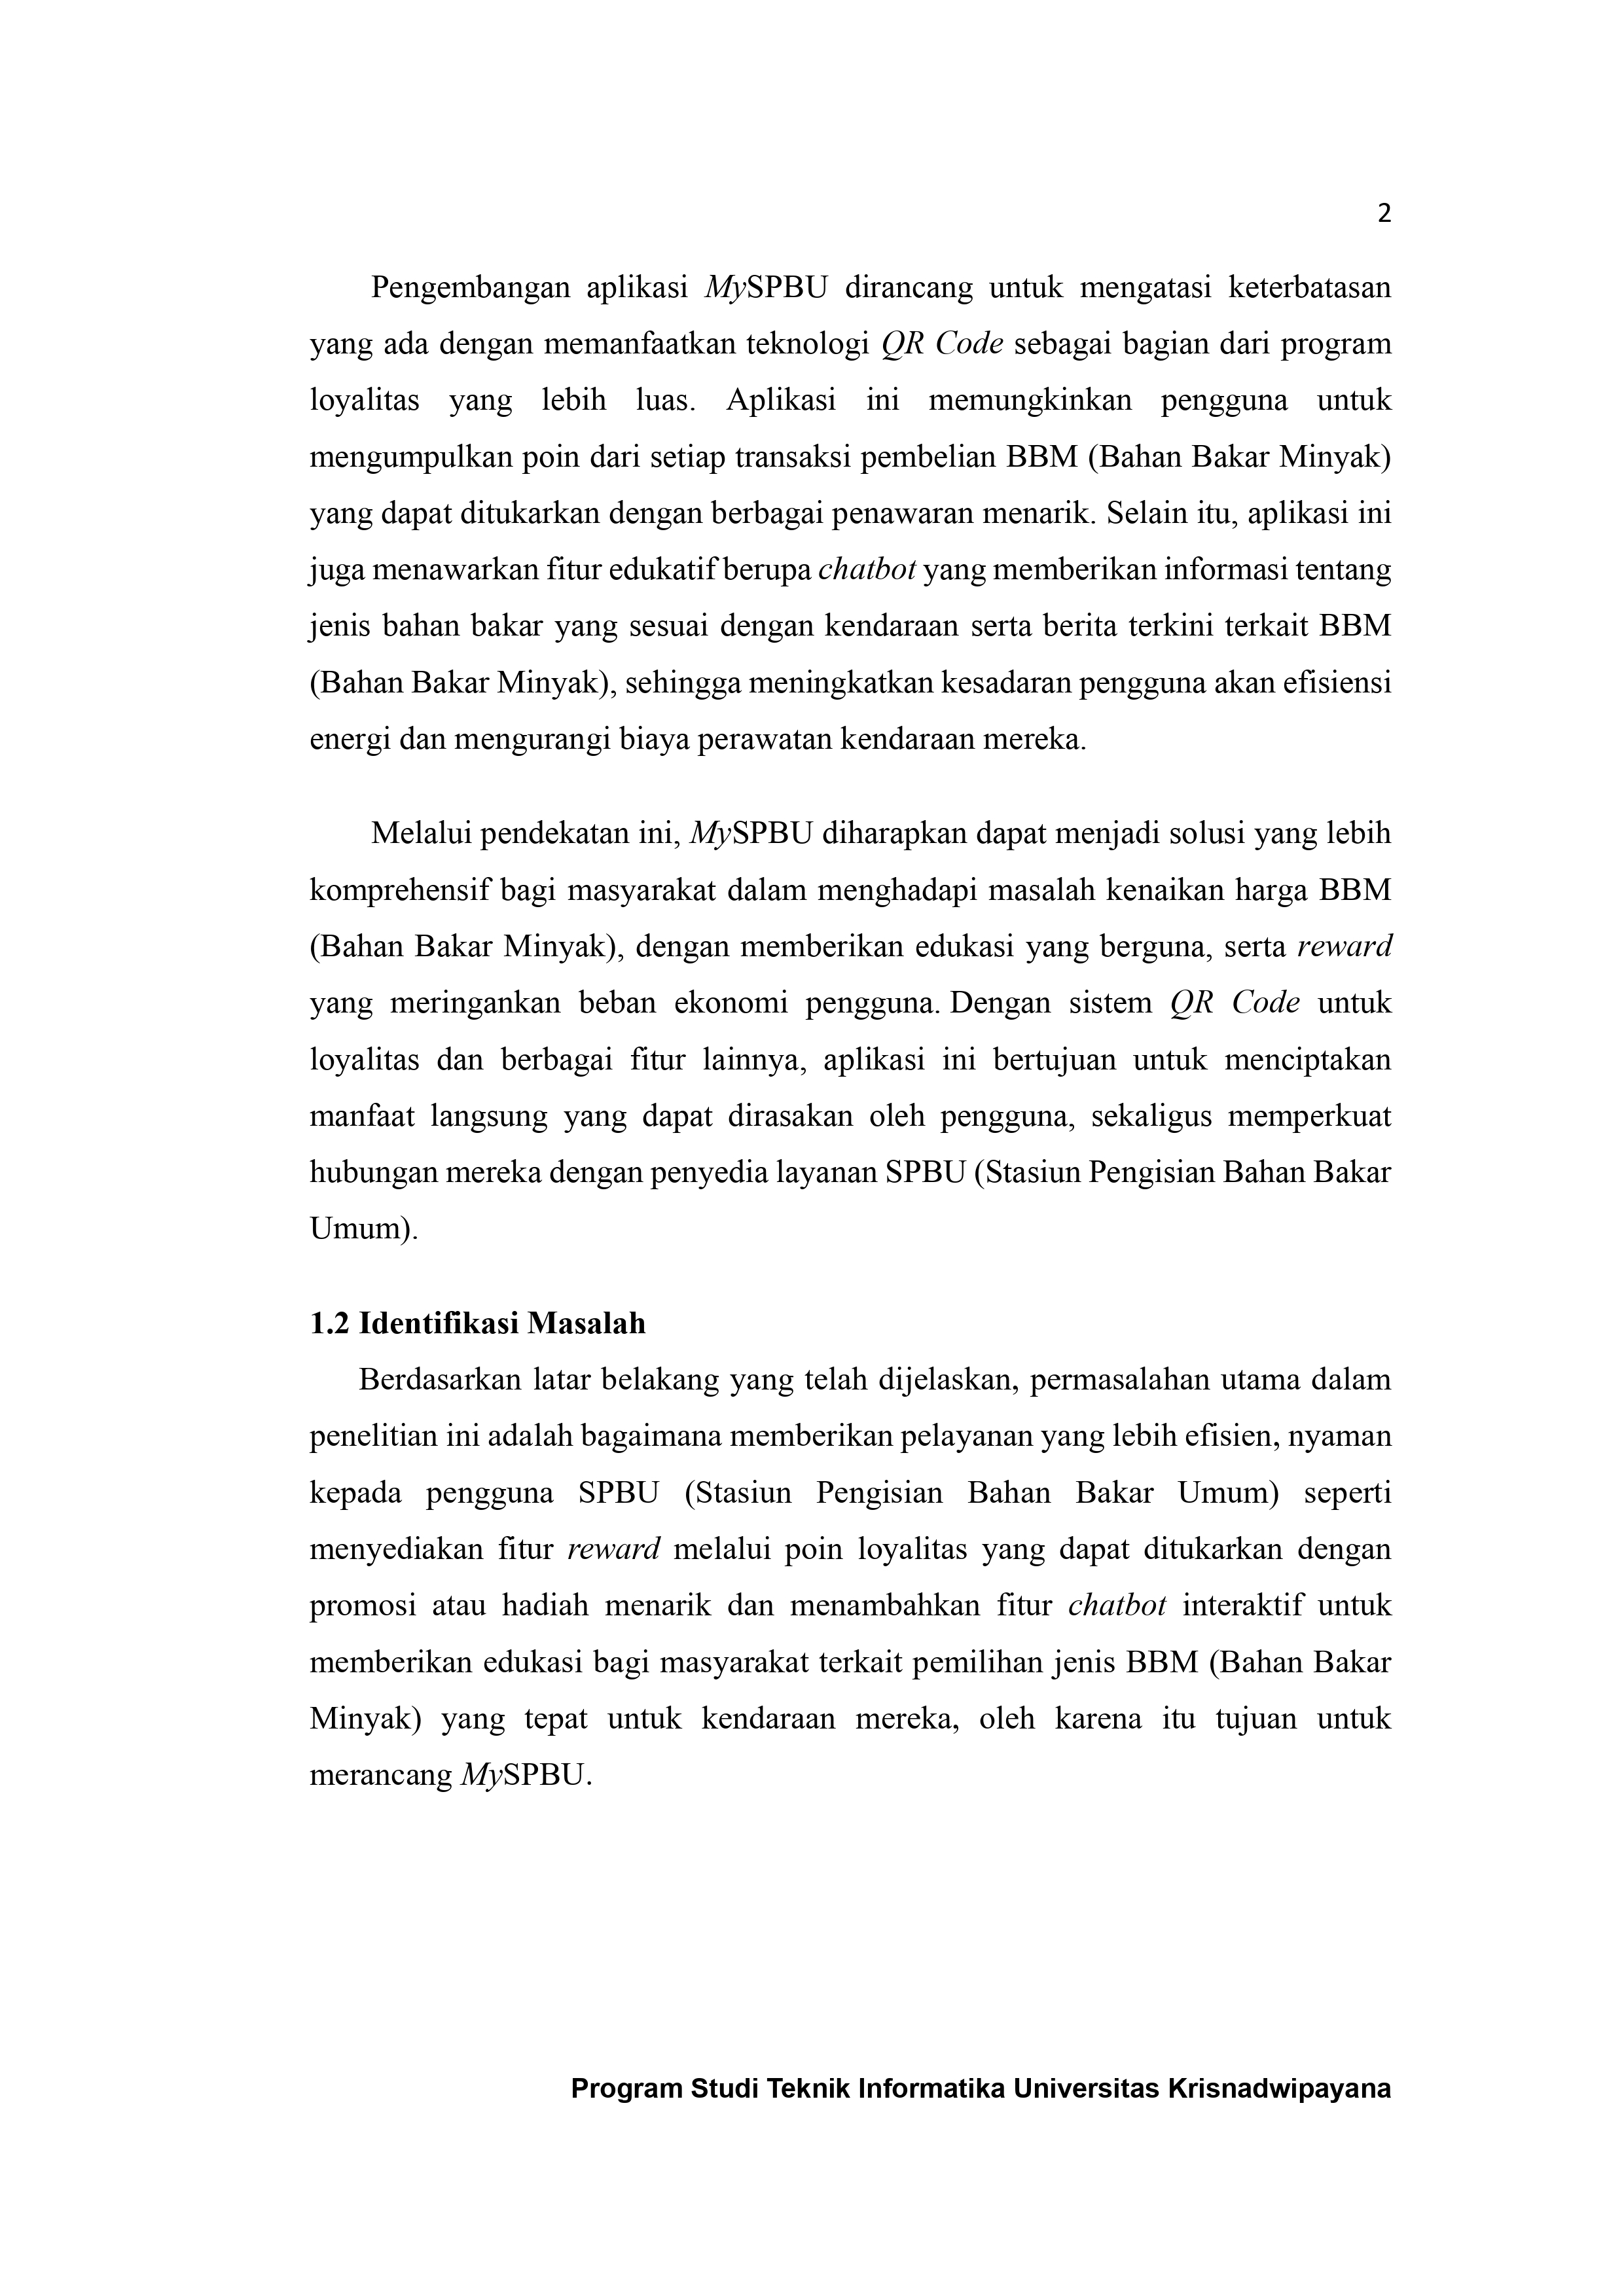 2
Pengembangan aplikasi MySPBU dirancang untuk mengatasi keterbatasan
yang ada dengan memanfaatkan teknologi QR Code sebagai bagian dari program
loyalitas yang lebih luas. Aplikasi ini memungkinkan pengguna untuk
mengumpulkan poin dari setiap transaksi pembelian BBM (Bahan Bakar Minyak)
yang dapat ditukarkan dengan berbagai penawaran menarik. Selain itu, aplikasi ini
juga menawarkan fitur edukatif berupa chatbot yang memberikan informasi tentang
jenis bahan bakar yang sesuai dengan kendaraan serta berita terkini terkait BBM
(Bahan Bakar Minyak), sehingga meningkatkan kesadaran pengguna akan efisiensi
energi dan mengurangi biaya perawatan kendaraan mereka.
Melalui pendekatan ini, MySPBU diharapkan dapat menjadi solusi yang lebih
komprehensif bagi masyarakat dalam menghadapi masalah kenaikan harga BBM
(Bahan Bakar Minyak), dengan memberikan edukasi yang berguna, serta reward
yang meringankan beban ekonomi pengguna. Dengan sistem QR Code untuk
loyalitas dan berbagai fitur lainnya, aplikasi ini bertujuan untuk menciptakan
manfaat langsung yang dapat dirasakan oleh pengguna, sekaligus memperkuat
hubungan mereka dengan penyedia layanan SPBU (Stasiun Pengisian Bahan Bakar
Umum).
1.2 Identifikasi Masalah
Berdasarkan latar belakang yang telah dijelaskan, permasalahan utama dalam
penelitian ini adalah bagaimana memberikan pelayanan yang lebih efisien, nyaman
kepada pengguna SPBU (Stasiun Pengisian Bahan Bakar Umum) seperti
menyediakan fitur reward melalui poin loyalitas yang dapat ditukarkan dengan
promosi atau hadiah menarik dan menambahkan fitur chatbot interaktif untuk
memberikan edukasi bagi masyarakat terkait pemilihan jenis BBM (Bahan Bakar
Minyak) yang tepat untuk kendaraan mereka, oleh karena itu tujuan untuk
merancang MySPBU.
Program Studi Teknik Informatika Universitas Krisnadwipayana